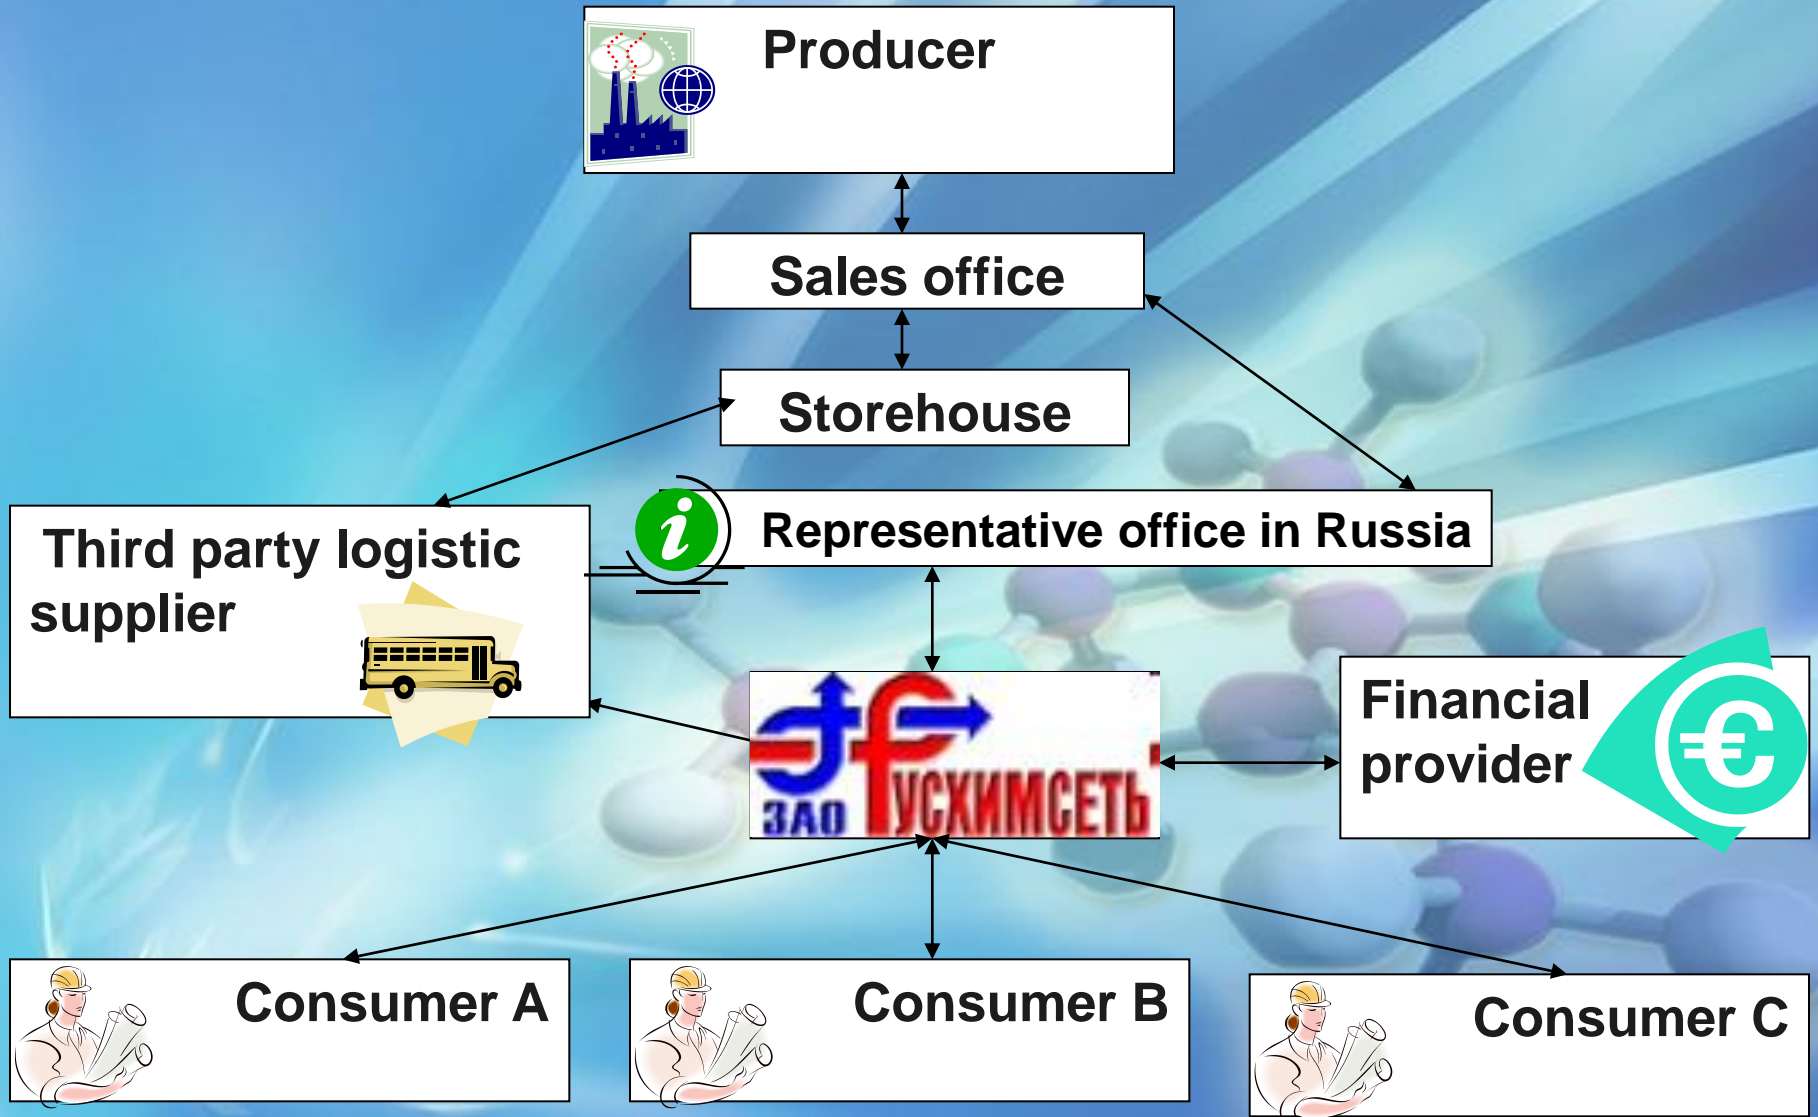 Producer
Sales office
Storehouse
Third party logistic
supplier
i
Representative office in Russia
ЗАО РУСХИМСЕТЬ
Financial
provider
€
Consumer A
Consumer B
Consumer C